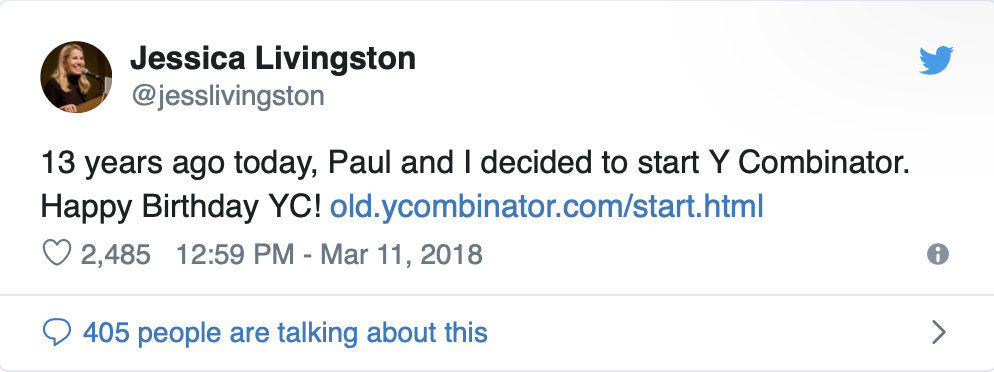 Jessica Livingston
@jesslivingston
13 years ago today, Paul and I decided to start Y Combinator.
Happy Birthday YC! old.ycombinator.com/start.html
2,485 12:59 PM - Mar 11, 2018
405 people are talking about this